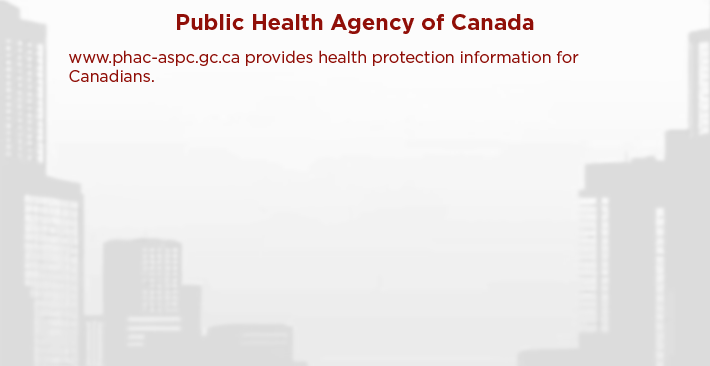 Public Health Agency of Canada
www.phac-aspc.gc.ca provides health protection information for
Canadians.